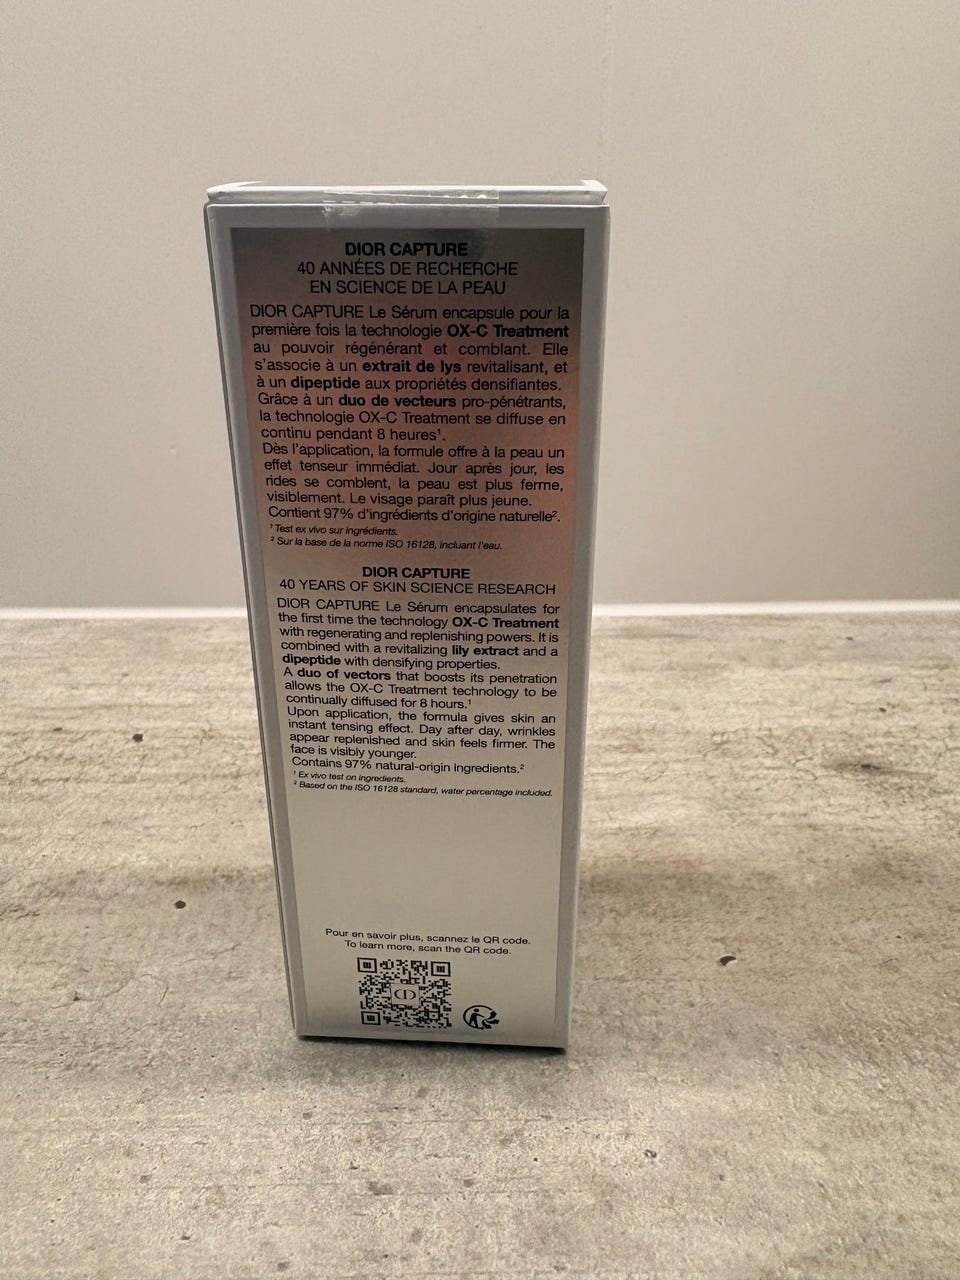 DIOR CAPTURE
40 ANNÉES DE RECHERCHE
EN SCIENCE DE LA PEAU
DIOR CAPTURE Le Sérum encapsule pour la
première fois la technologie OX-C Treatment
au pouvoir régénérant et comblant. Elle
s'associe à un extrait de lys revitalisant, et
à un dipeptide aux propriétés densifiantes.
Grâce à un duo de vecteurs pro-pénétrants,
la technologie OX-C Treatment se diffuse en
continu pendant 8 heures¹.
Dès l'application, la formule offre à la peau un
effet tenseur immédiat. Jour après jour, les
rides se comblent, la peau est plus ferme,
visiblement. Le visage paraît plus jeune.
Contient 97% d'ingrédients d'origine naturelle².
¹ Test ex vivo sur ingrédients.
² Sur la base de la norme ISO 16128, incluant l'eau.
DIOR CAPTURE
40 YEARS OF SKIN SCIENCE RESEARCH
DIOR CAPTURE Le Sérum encapsulates for
the first time the technology OX-C Treatment
with regenerating and replenishing powers. It is
combined with a revitalizing lily extract and a
dipeptide with densifying properties.
A duo of vectors that boosts its penetration
allows the OX-C Treatment technology to be
continually diffused for 8 hours.¹
Upon application, the formula gives skin an
instant tensing effect. Day after day, wrinkles
appear replenished and skin feels firmer. The
face is visibly younger.
Contains 97% natural-origin ingredients.²
¹ Ex vivo test on ingredients.
² Based on the ISO 16128 standard, water percentage included.
Pour en savoir plus, scannez le QR code.
To learn more, scan the QR code.
CD